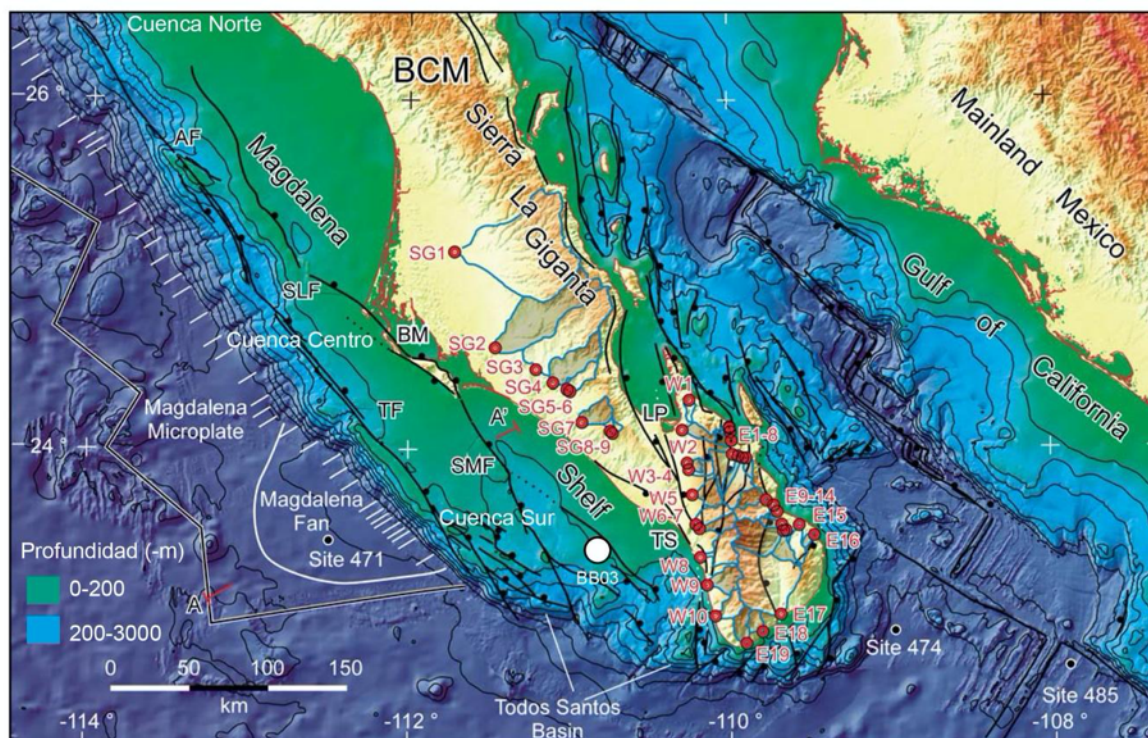 Cuenca Norte
BCM
26°
AF
Magdalena
Shelf
Sierra
La
Giganta
Mainland
Mexico
Gulf
of
California
SG1
SLF
Cuenca Centro
BM
SG2
SG3
SG4
SG5-6
SG7
SG8-9
A'
TF
Magdalena
Microplate
24°
SMF
Magdalena
Fan
Cuenca Sur
Site 471
BB03
W1
LP
W2
W3-4
W5
W6-7
TS
W8
W9
W10
E1-8
E9-14
E15
E16
E17
E18
E19
Site 474
Site 485
Profundidad (-m)
0-200
200-3000
A
0 50 100 150
km
Todos Santos
Basin
-114 °
-112 °
-110 °
-108 °